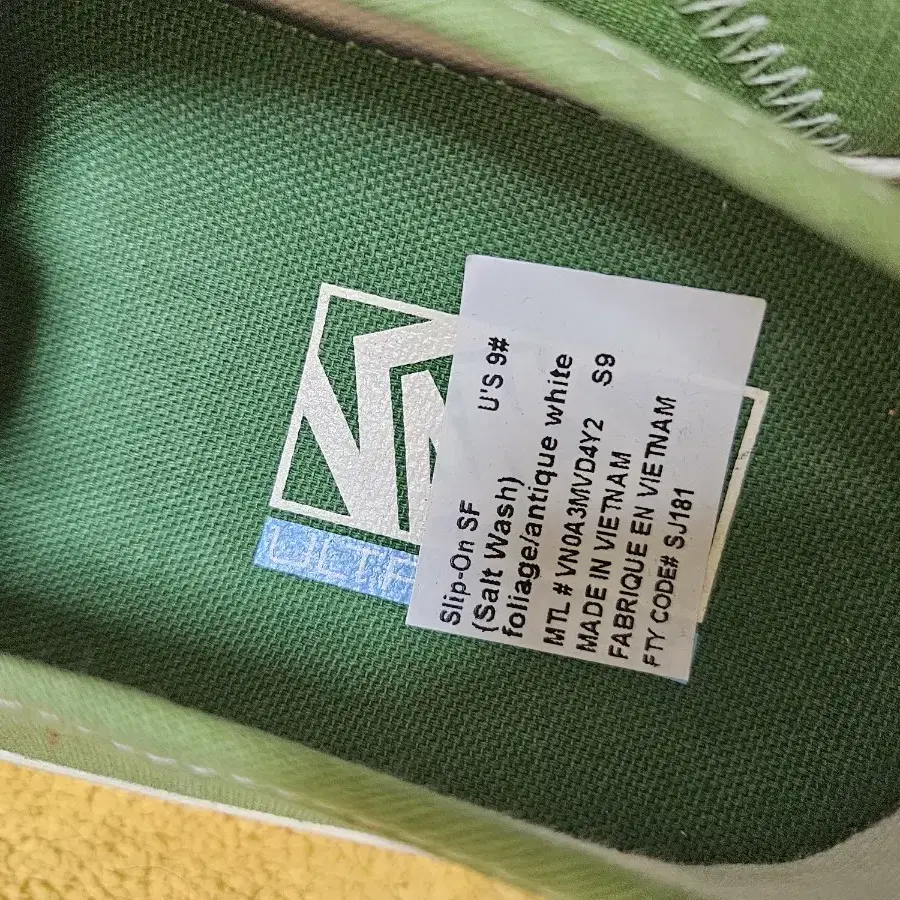 Slip-On SF U'S 9#
(Salt Wash)
foliage/antique white
MTL # VN0A3MVD4Y2 S9
MADE IN VIETNAM
FABRIQUE EN VIETNAM
FTY CODE# SJ181